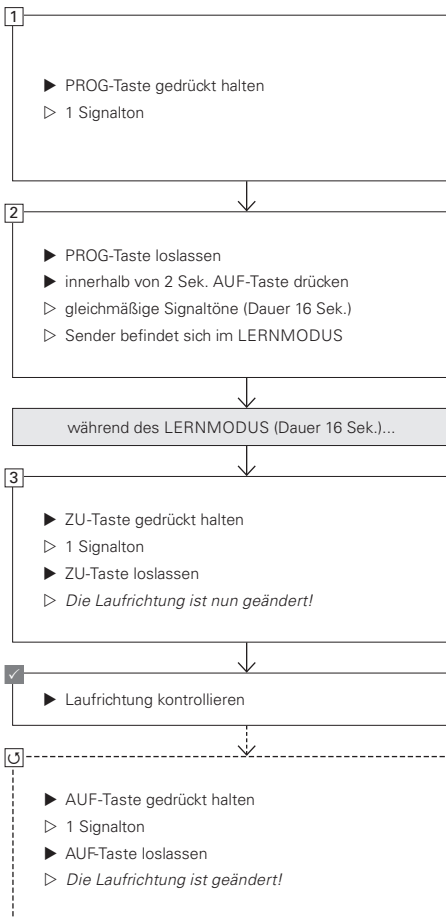 1
▶ PROG-Taste gedrückt halten
▷ 1 Signalton
2
▶ PROG-Taste loslassen
▶ innerhalb von 2 Sek. AUF-Taste drücken
▷ gleichmäßige Signaltöne (Dauer 16 Sek.)
▷ Sender befindet sich im LERNMODUS
während des LERNMODUS (Dauer 16 Sek.)...
3
▶ ZU-Taste gedrückt halten
▷ 1 Signalton
▶ ZU-Taste loslassen
▷ Die Laufrichtung ist nun geändert!
✓
▶ Laufrichtung kontrollieren
↺
▶ AUF-Taste gedrückt halten
▷ 1 Signalton
▶ AUF-Taste loslassen
▷ Die Laufrichtung ist geändert!